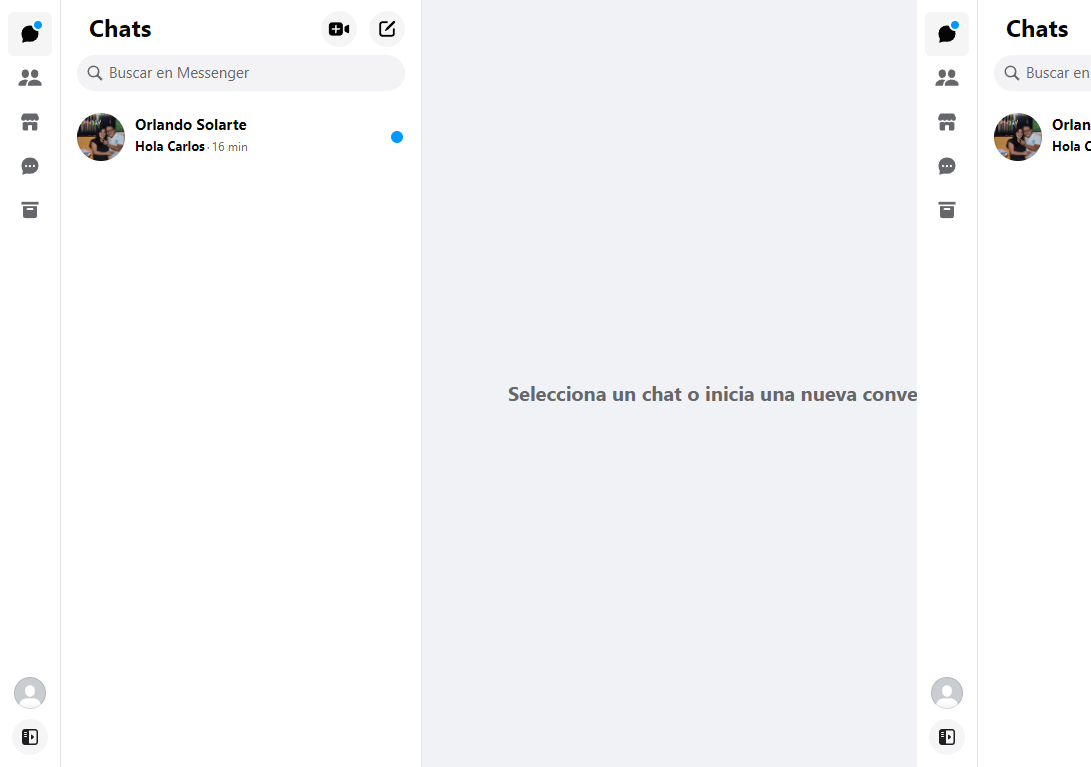 Chats
Buscar en Messenger
Orlando Solarte
Hola Carlos · 16 min
Selecciona un chat o inicia una nueva conve
Chats
Buscar en
Orlan
Hola C